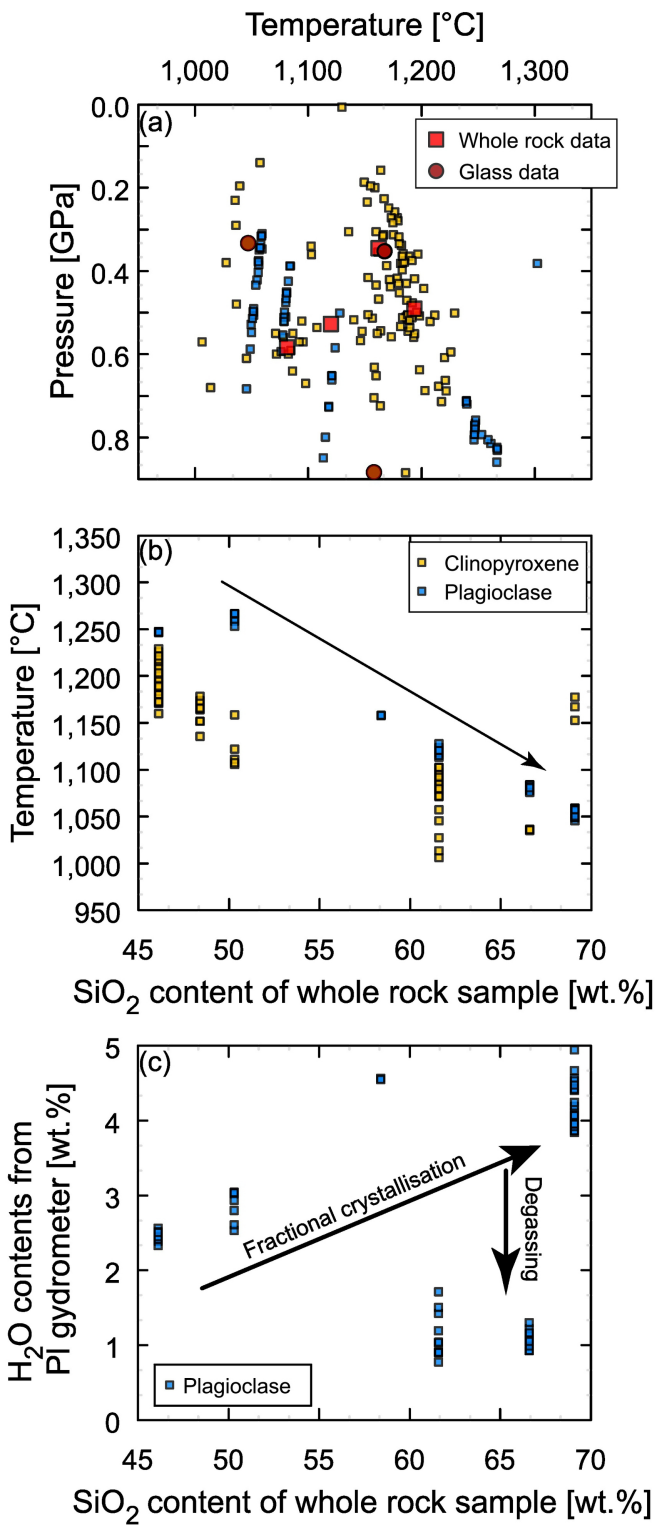 Temperature [°C]
1,000 1,100 1,200 1,300
(a)
Whole rock data
Glass data
0.0
0.2
0.4
0.6
0.8
Pressure [GPa]
(b)
Clinopyroxene
Plagioclase
1,350
1,300
1,250
1,200
1,150
1,100
1,050
1,000
950
Temperature [°C]
45 50 55 60 65 70
SiO2 content of whole rock sample [wt.%]
(c)
5
4
3
2
1
0
H2O contents from
Pl gydrometer [wt.%]
Fractional crystallisation
Degassing
Plagioclase
45 50 55 60 65 70
SiO2 content of whole rock sample [wt.%]